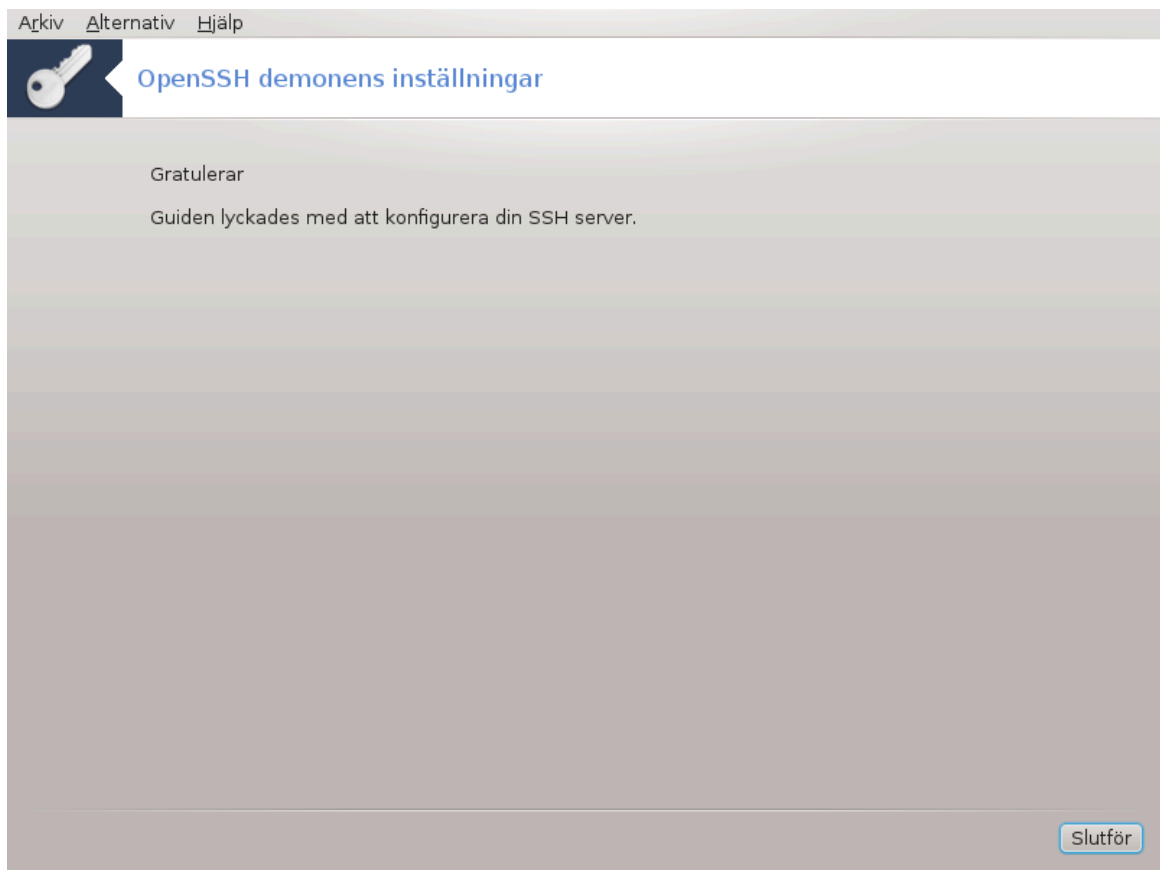 Arkiv Alternativ Hjälp
OpenSSH demonens inställningar
Gratulerar
Guiden lyckades med att konfigurera din SSH server.
Slutför